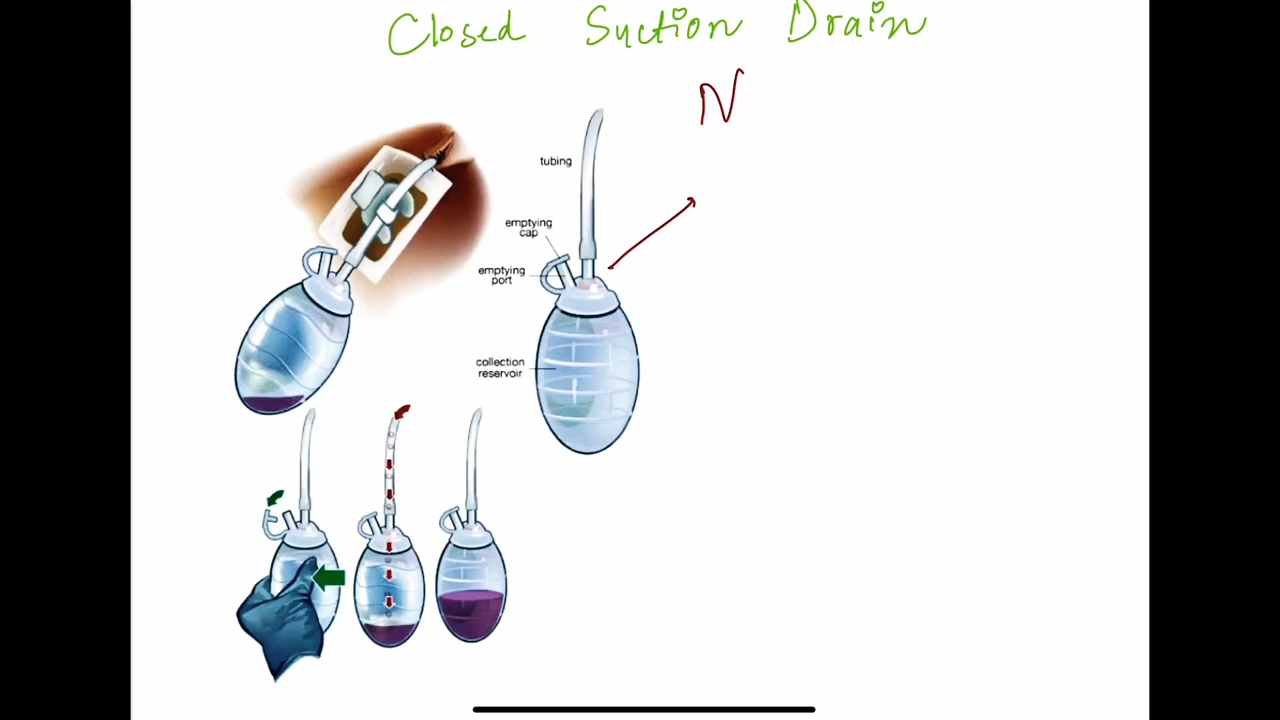 Closed Suction Drain
N
tubing
emptying
cap
emptying
port
collection
reservoir